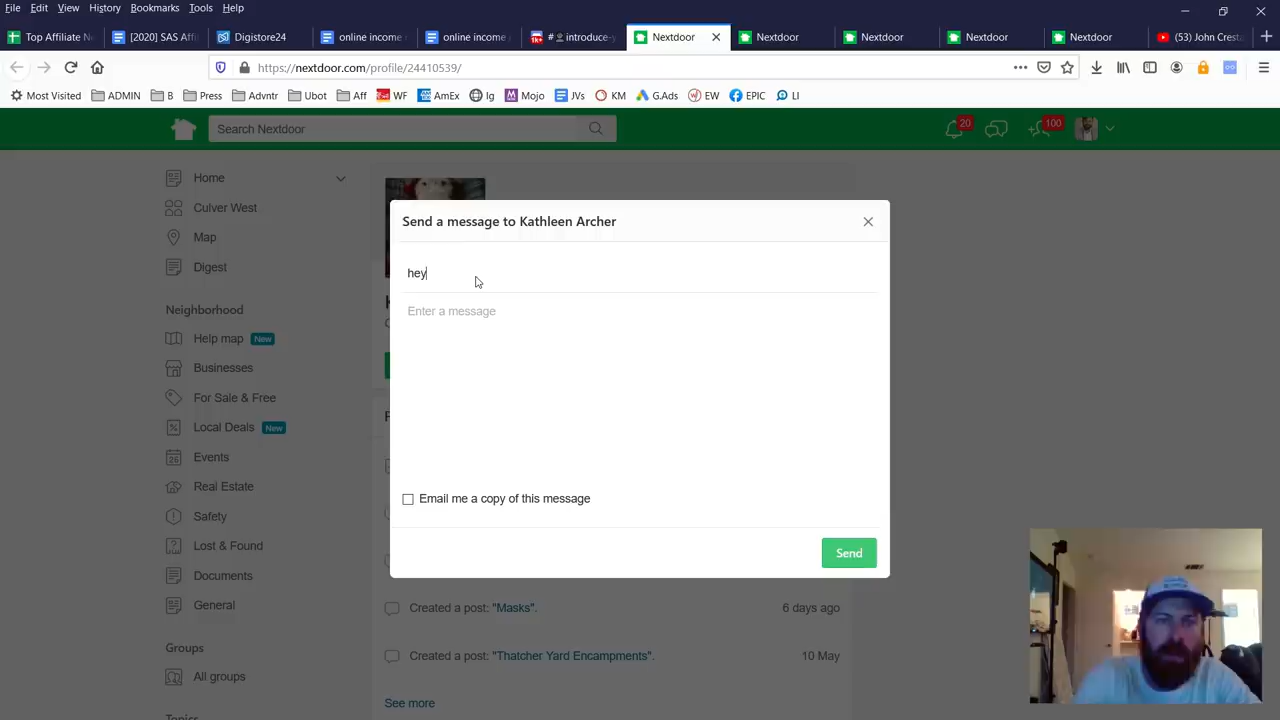 File Edit View History Bookmarks Tools Help
Top Affiliate N
[2020] SAS Affi
Digistore24
online income
online income
#
introduce-y
Nextdoor
Nextdoor
Nextdoor
Nextdoor
Nextdoor
(53) John Cresta
https://nextdoor.com/profile/24410539/
Most Visited ADMIN B Press Advntr Ubot Aff WF AmEx Ig Mojo JVs KM G.Ads EW EPIC LI
Search Nextdoor
20
100
Home
Culver West
Map
Digest
Neighborhood
Help map New
Businesses
For Sale & Free
Local Deals New
Events
Real Estate
Safety
Lost & Found
Documents
General
Groups
All groups
Send a message to Kathleen Archer
hey
Enter a message
Email me a copy of this message
Send
Created a post: "Masks". 6 days ago
Created a post: "Thatcher Yard Encampments". 10 May
See more